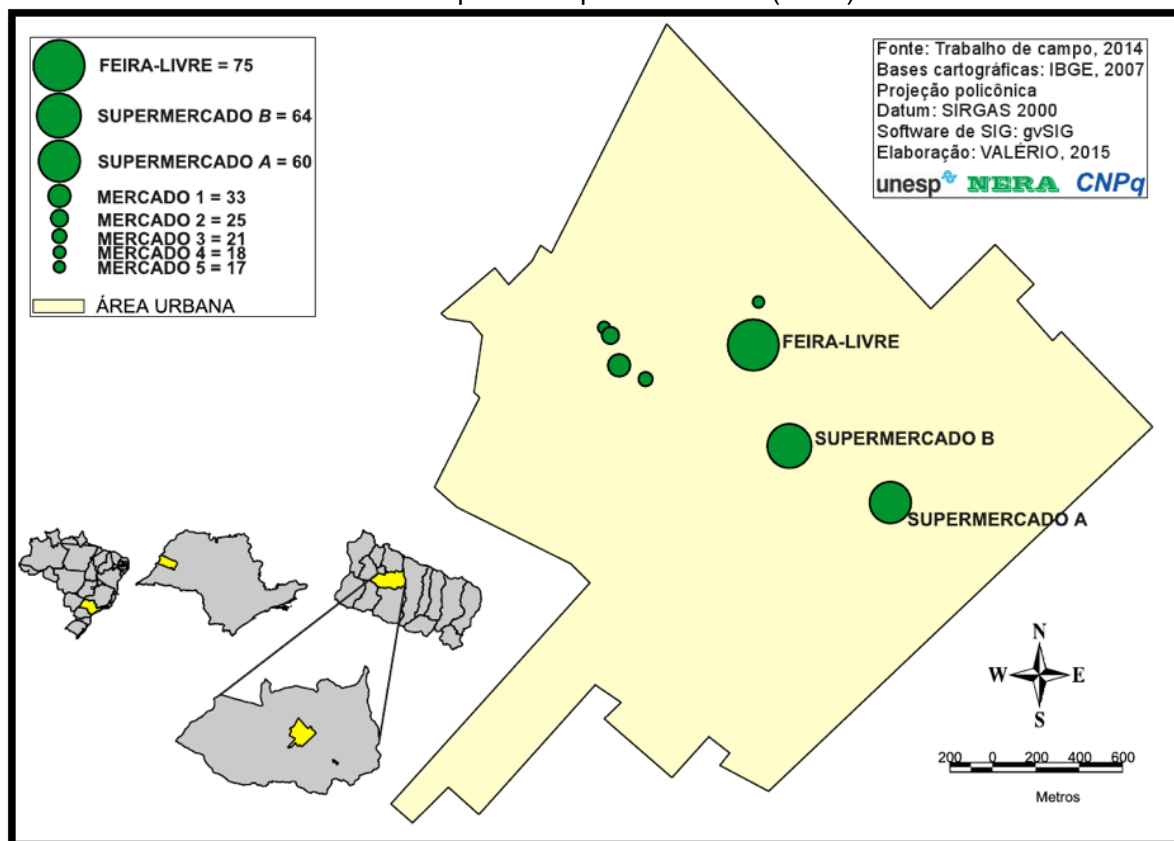 FEIRA-LIVRE = 75
SUPERMERCADO B = 64
SUPERMERCADO A = 60
MERCADO 1 = 33
MERCADO 2 = 25
MERCADO 3 = 21
MERCADO 4 = 18
MERCADO 5 = 17
ÁREA URBANA
Fonte: Trabalho de campo, 2014
Bases cartográficas: IBGE, 2007
Projeção policônica
Datum: SIRGAS 2000
Software de SIG: gvSIG
Elaboração: VALÉRIO, 2015
unesp NERA CNPq
FEIRA-LIVRE
SUPERMERCADO B
SUPERMERCADO A
N
W E
S
200 0 200 400 600
Metros